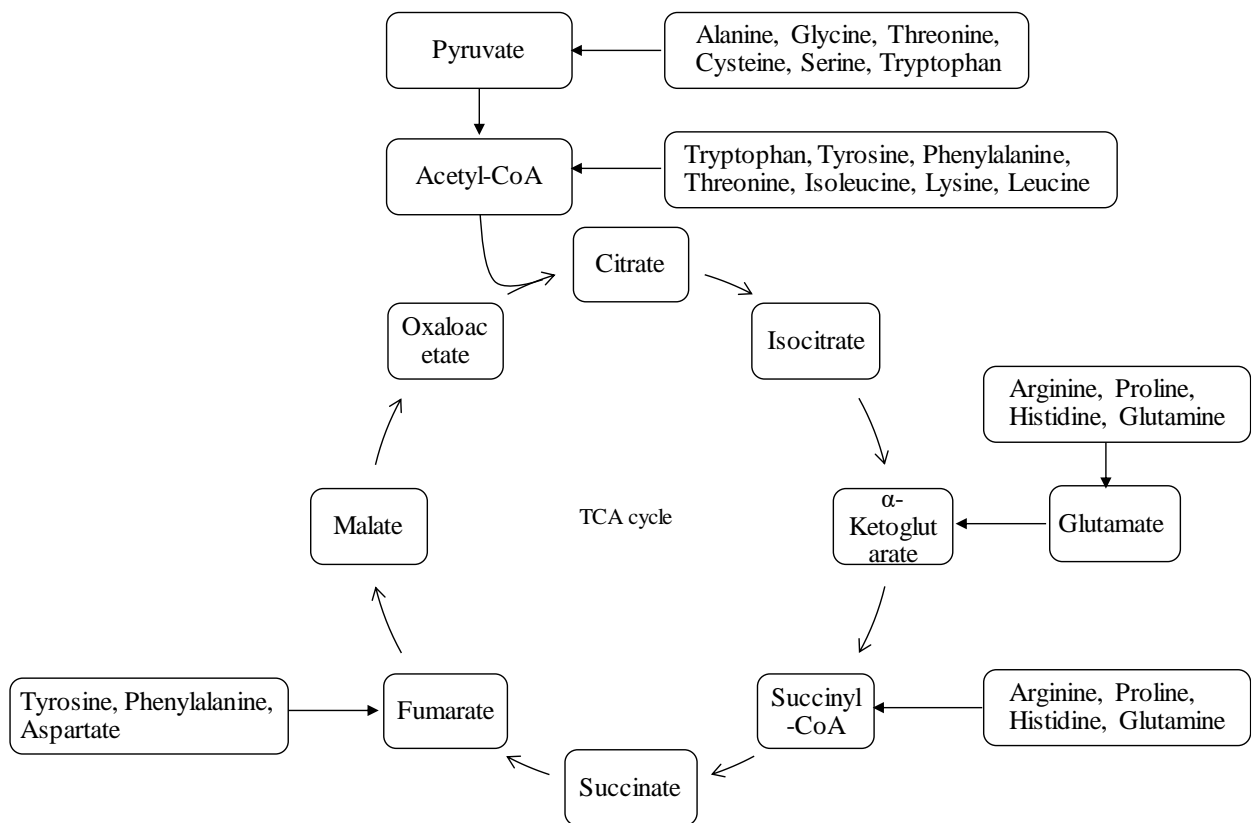 Pyruvate
Alanine, Glycine, Threonine,
Cysteine, Serine, Tryptophan
Acetyl-CoA
Tryptophan, Tyrosine, Phenylalanine,
Threonine, Isoleucine, Lysine, Leucine
Citrate
Oxaloac
etate
Isocitrate
Arginine, Proline,
Histidine, Glutamine
Malate
TCA cycle
α-
Ketoglut
arate
Glutamate
Tyrosine, Phenylalanine,
Aspartate
Fumarate
Succinyl
-CoA
Arginine, Proline,
Histidine, Glutamine
Succinate